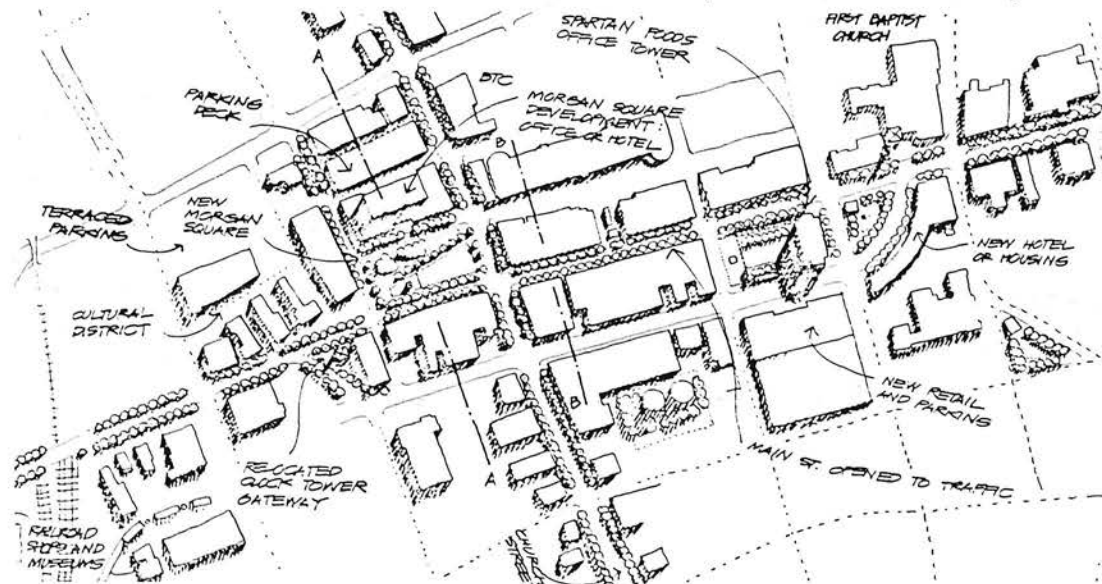 SPARTAN FOODS
OFFICE TOWER
FIRST BAPTIST
CHURCH
A
BTC
PARKING
DECK
MORGAN SQUARE
DEVELOPMENT
OFFICE OR HOTEL
B
TERRACED
PARKING
NEW
MORGAN
SQUARE
NEW HOTEL
OR HOUSING
CULTURAL
DISTRICT
NEW RETAIL
AND PARKING
B
RELOCATED
CLOCK TOWER
GATEWAY
A
MAIN ST. OPENED TO TRAFFIC
RAILROAD
SHOPS AND
MUSEUMS
CHURCH
STREET